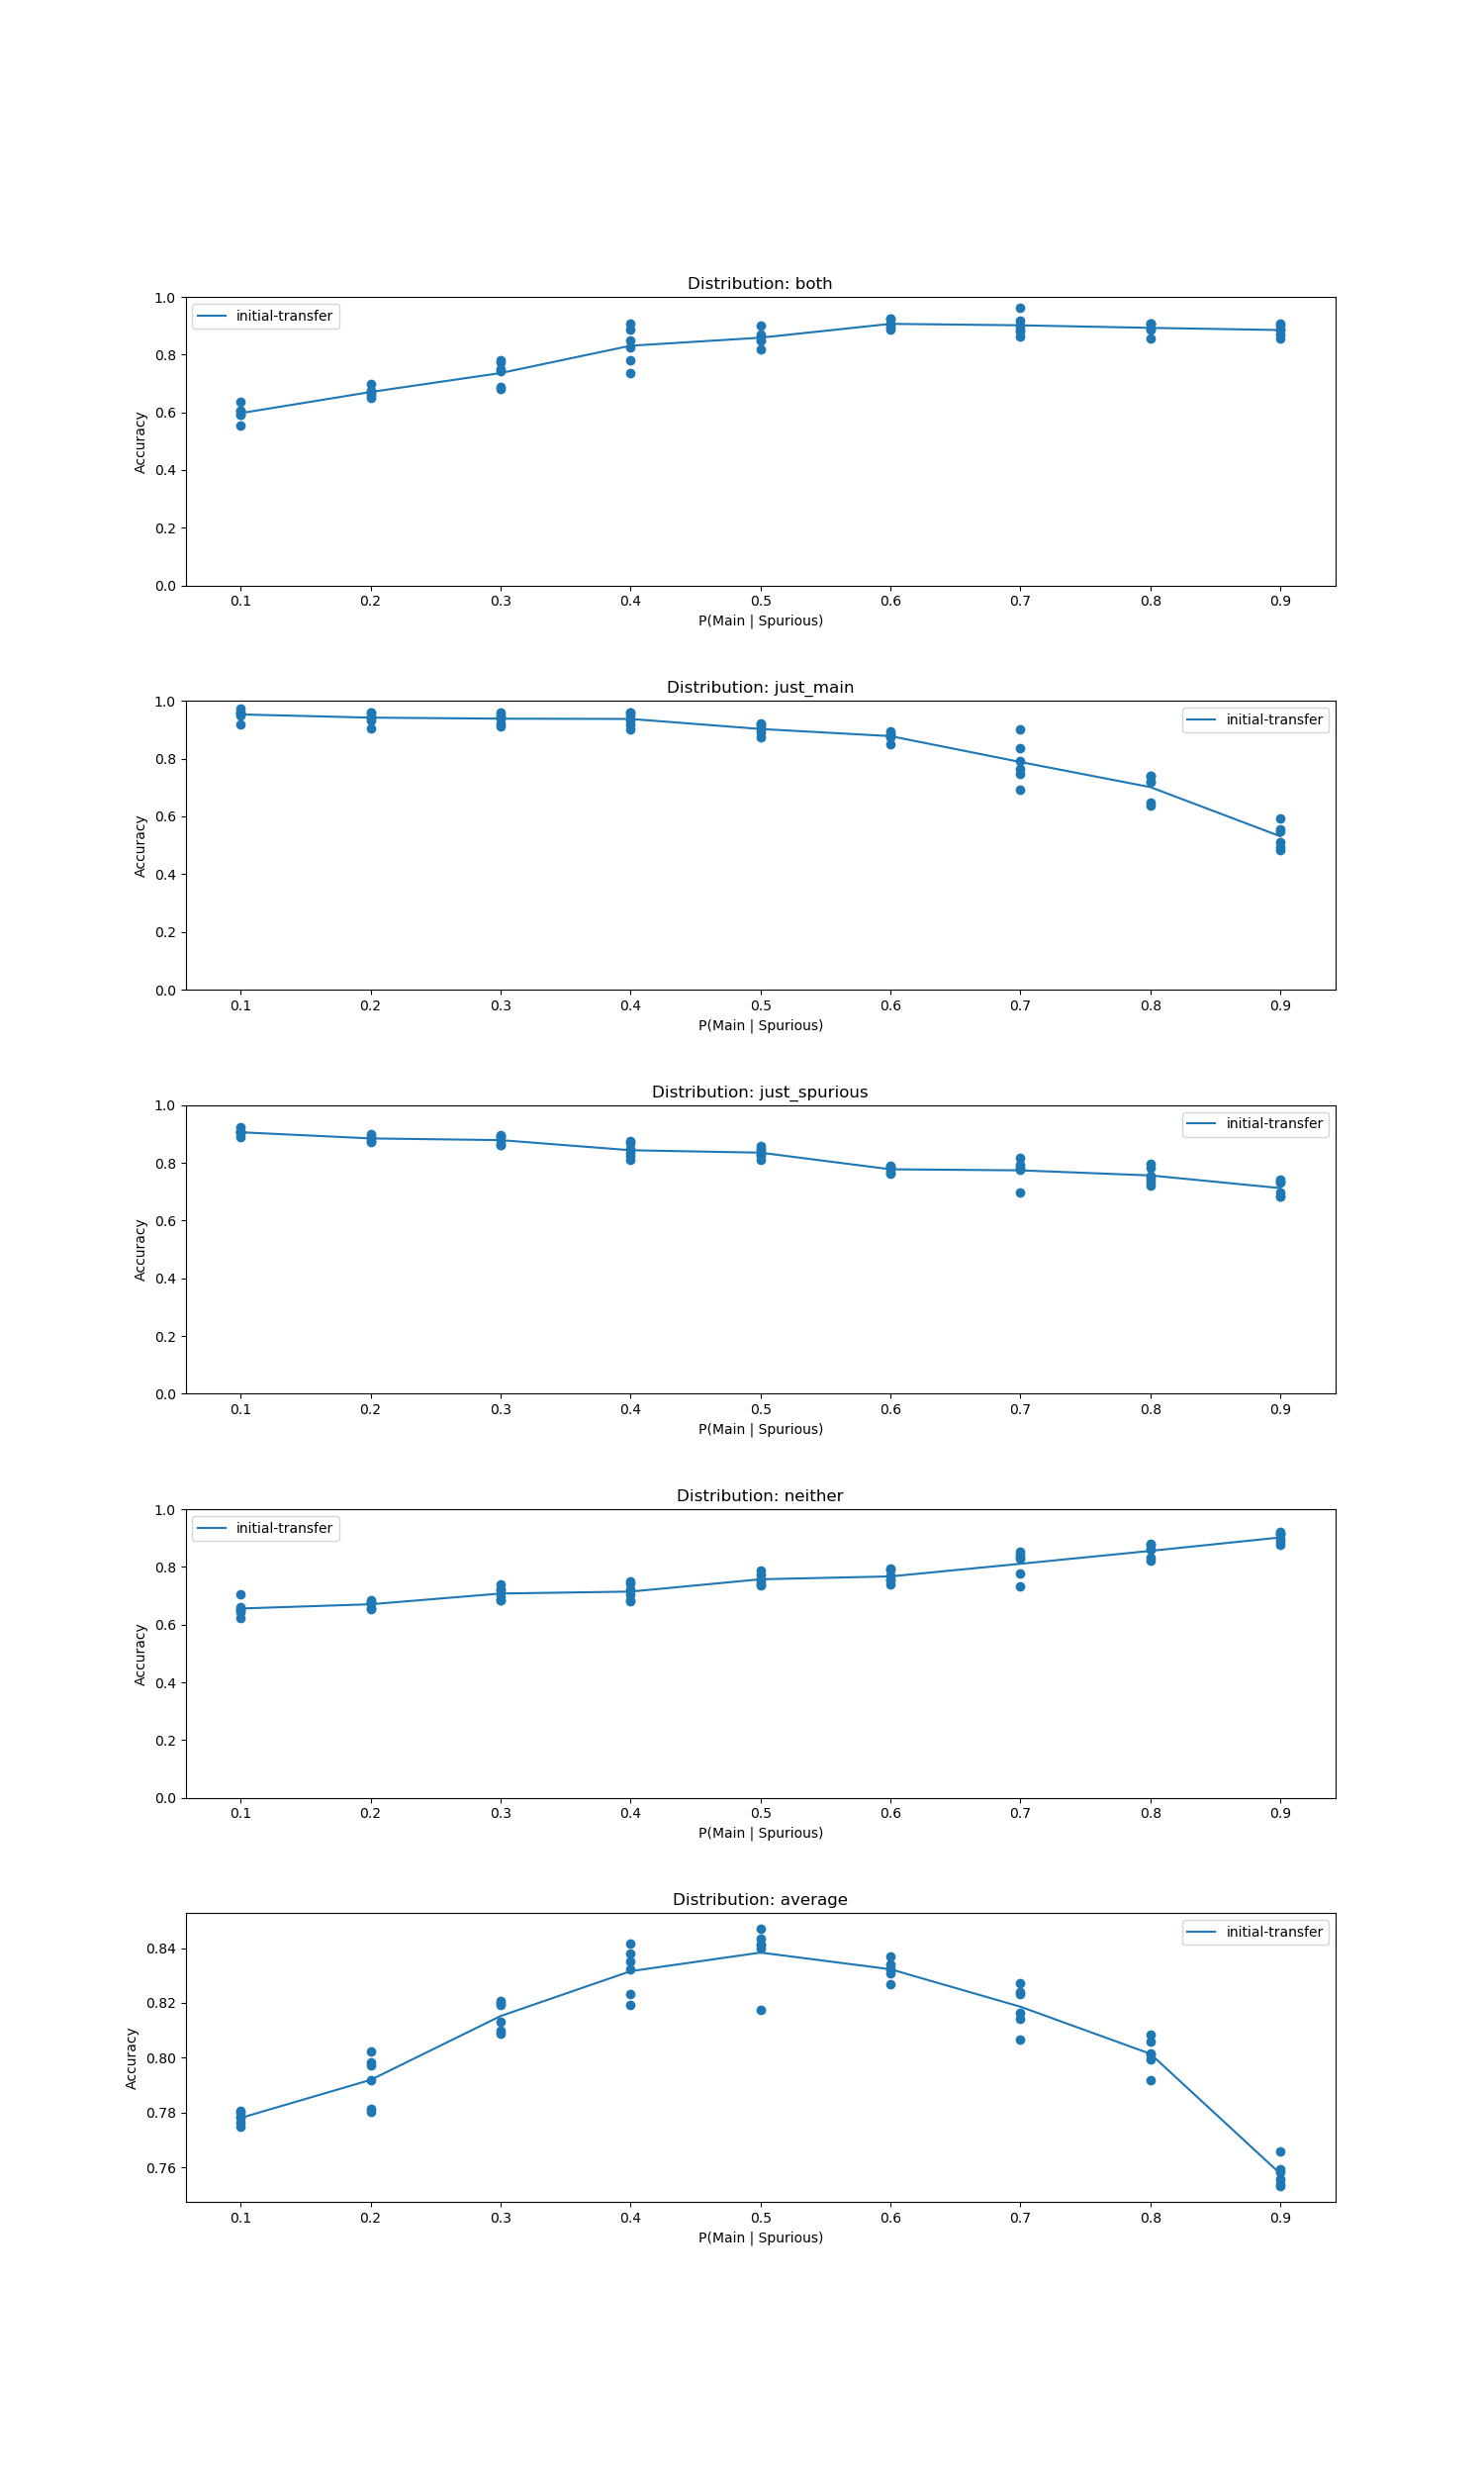 Distribution: both
1.0
initial-transfer
0.8
0.6
0.4
0.2
0.0
Accuracy
0.1 0.2 0.3 0.4 0.5 0.6 0.7 0.8 0.9
P(Main | Spurious)
Distribution: just_main
1.0
initial-transfer
0.8
0.6
0.4
0.2
0.0
Accuracy
0.1 0.2 0.3 0.4 0.5 0.6 0.7 0.8 0.9
P(Main | Spurious)
Distribution: just_spurious
1.0
initial-transfer
0.8
0.6
0.4
0.2
0.0
Accuracy
0.1 0.2 0.3 0.4 0.5 0.6 0.7 0.8 0.9
P(Main | Spurious)
Distribution: neither
1.0
initial-transfer
0.8
0.6
0.4
0.2
0.0
Accuracy
0.1 0.2 0.3 0.4 0.5 0.6 0.7 0.8 0.9
P(Main | Spurious)
Distribution: average
initial-transfer
0.84
0.82
0.80
0.78
0.76
Accuracy
0.1 0.2 0.3 0.4 0.5 0.6 0.7 0.8 0.9
P(Main | Spurious)